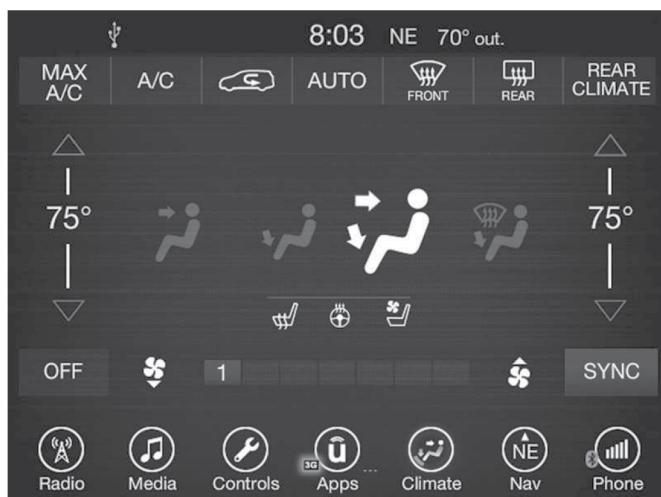 8:03 NE 70° out.
MAX A/C
A/C
AUTO
FRONT
REAR
REAR CLIMATE
75°
75°
OFF
1
SYNC
3G
û
NE
Radio
Media
Controls
Apps
Climate
Nav
Phone